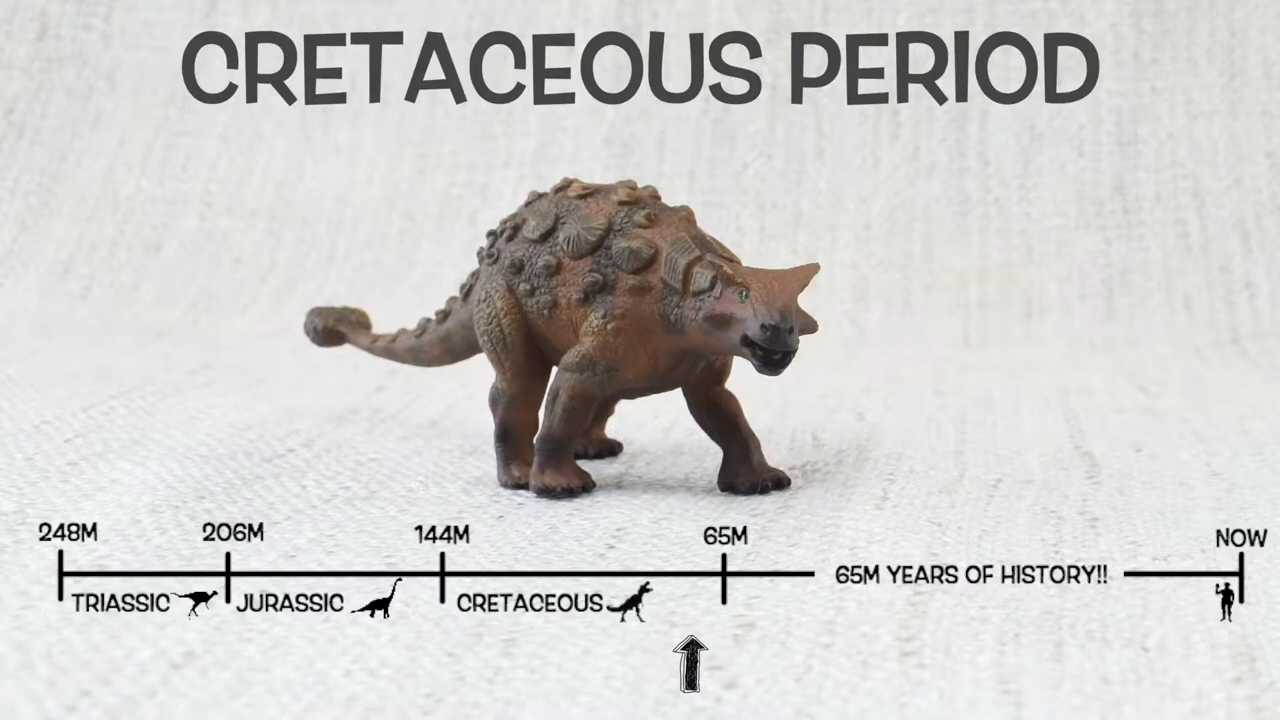 CRETACEOUS PERIOD
248M 206M 144M 65M NOW
65M YEARS OF HISTORY!!
TRIASSIC JURASSIC CRETACEOUS